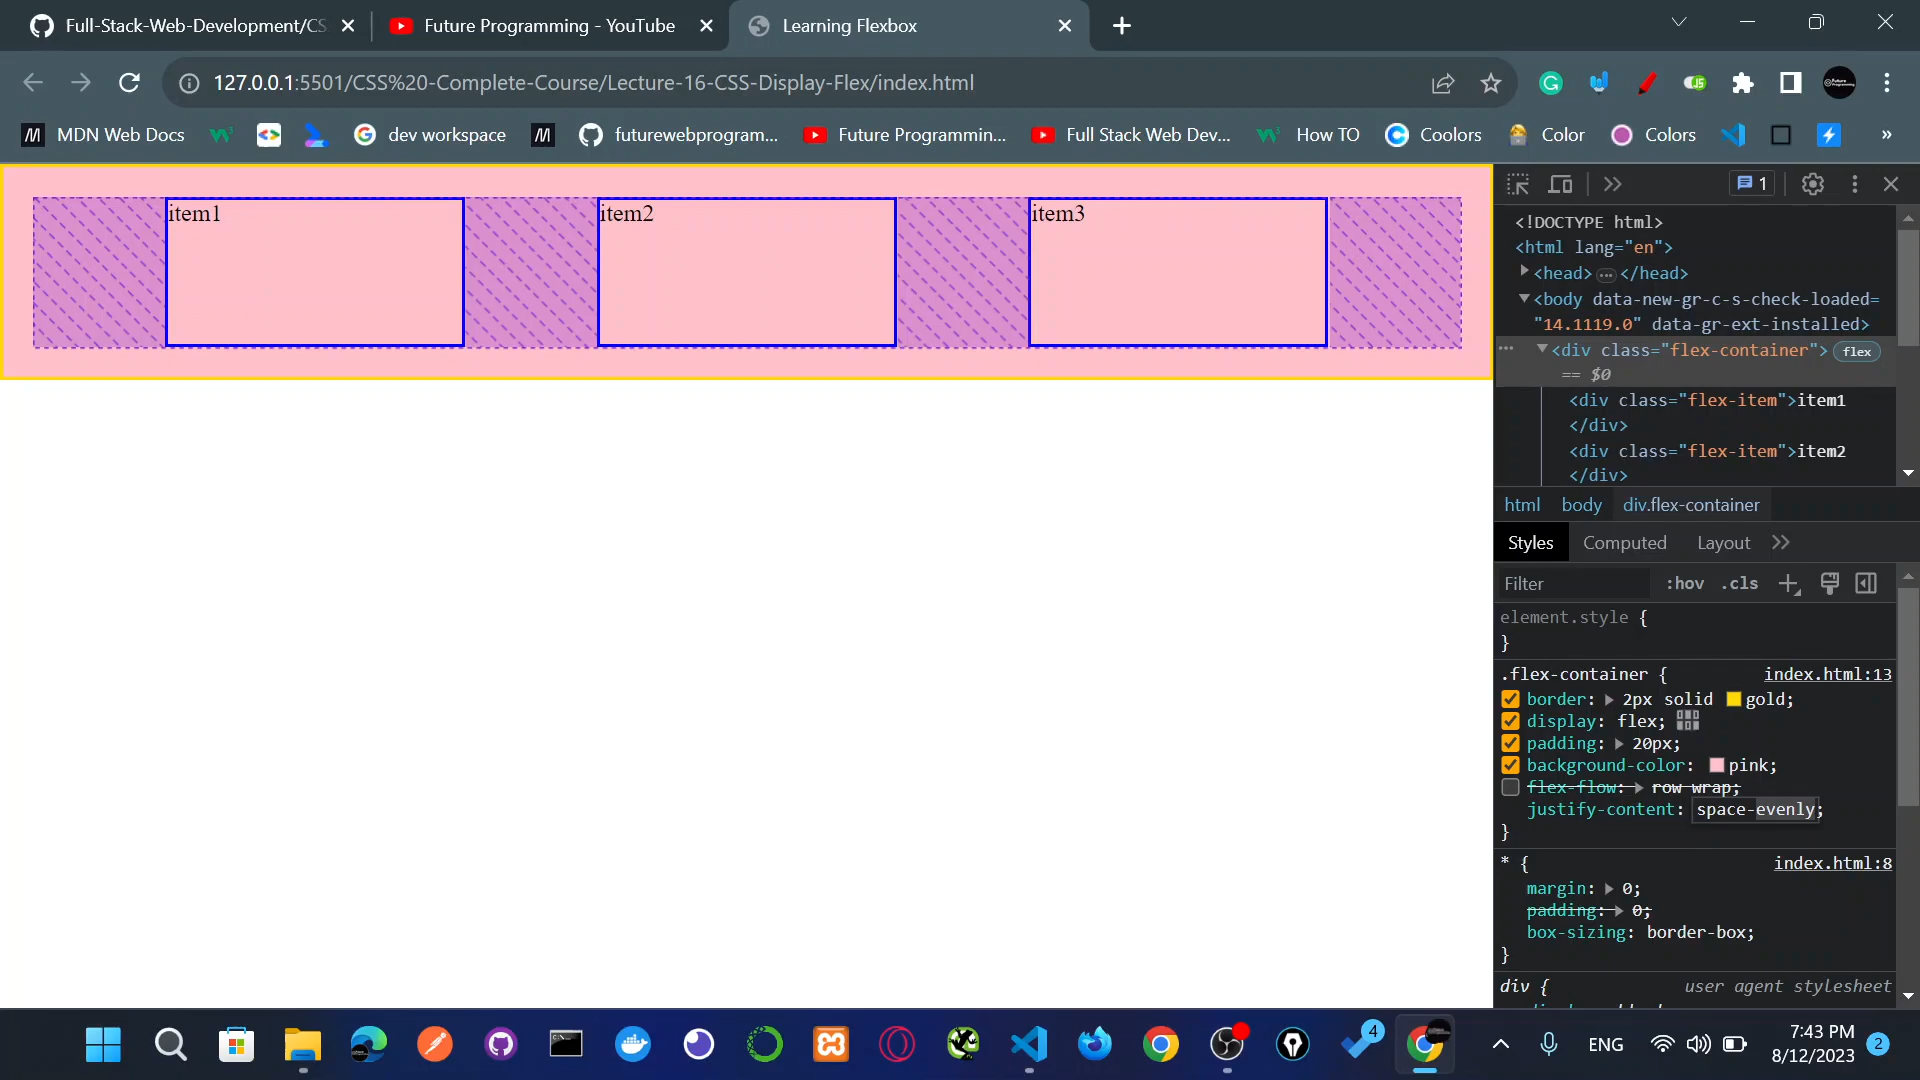 Full-Stack-Web-Development/CS
Future Programming - YouTube
Learning Flexbox
127.0.0.1:5501/CSS%20-Complete-Course/Lecture-16-CSS-Display-Flex/index.html
MDN Web Docs
dev workspace
futurewebprogram...
Future Programmin...
Full Stack Web Dev...
How TO
Coolors
Color
Colors
»
item1
item2
item3
1
<!DOCTYPE html>
<html lang="en">
<head> ... </head>
<body data-new-gr-c-s-check-loaded=
"14.1119.0" data-gr-ext-installed>
... <div class="flex-container"> flex
== $0
<div class="flex-item">item1
</div>
<div class="flex-item">item2
</div>
html body div.flex-container
Styles Computed Layout
Filter :hov .cls
element.style {
}
.flex-container { index.html:13
border: 2px solid gold;
display: flex;
padding: 20px;
background-color: pink;
flex-flow: row wrap;
justify-content: space-evenly;
}
* { index.html:8
margin: 0;
padding: 0;
box-sizing: border-box;
}
div { user agent stylesheet
4
ENG
7:43 PM
8/12/2023
2